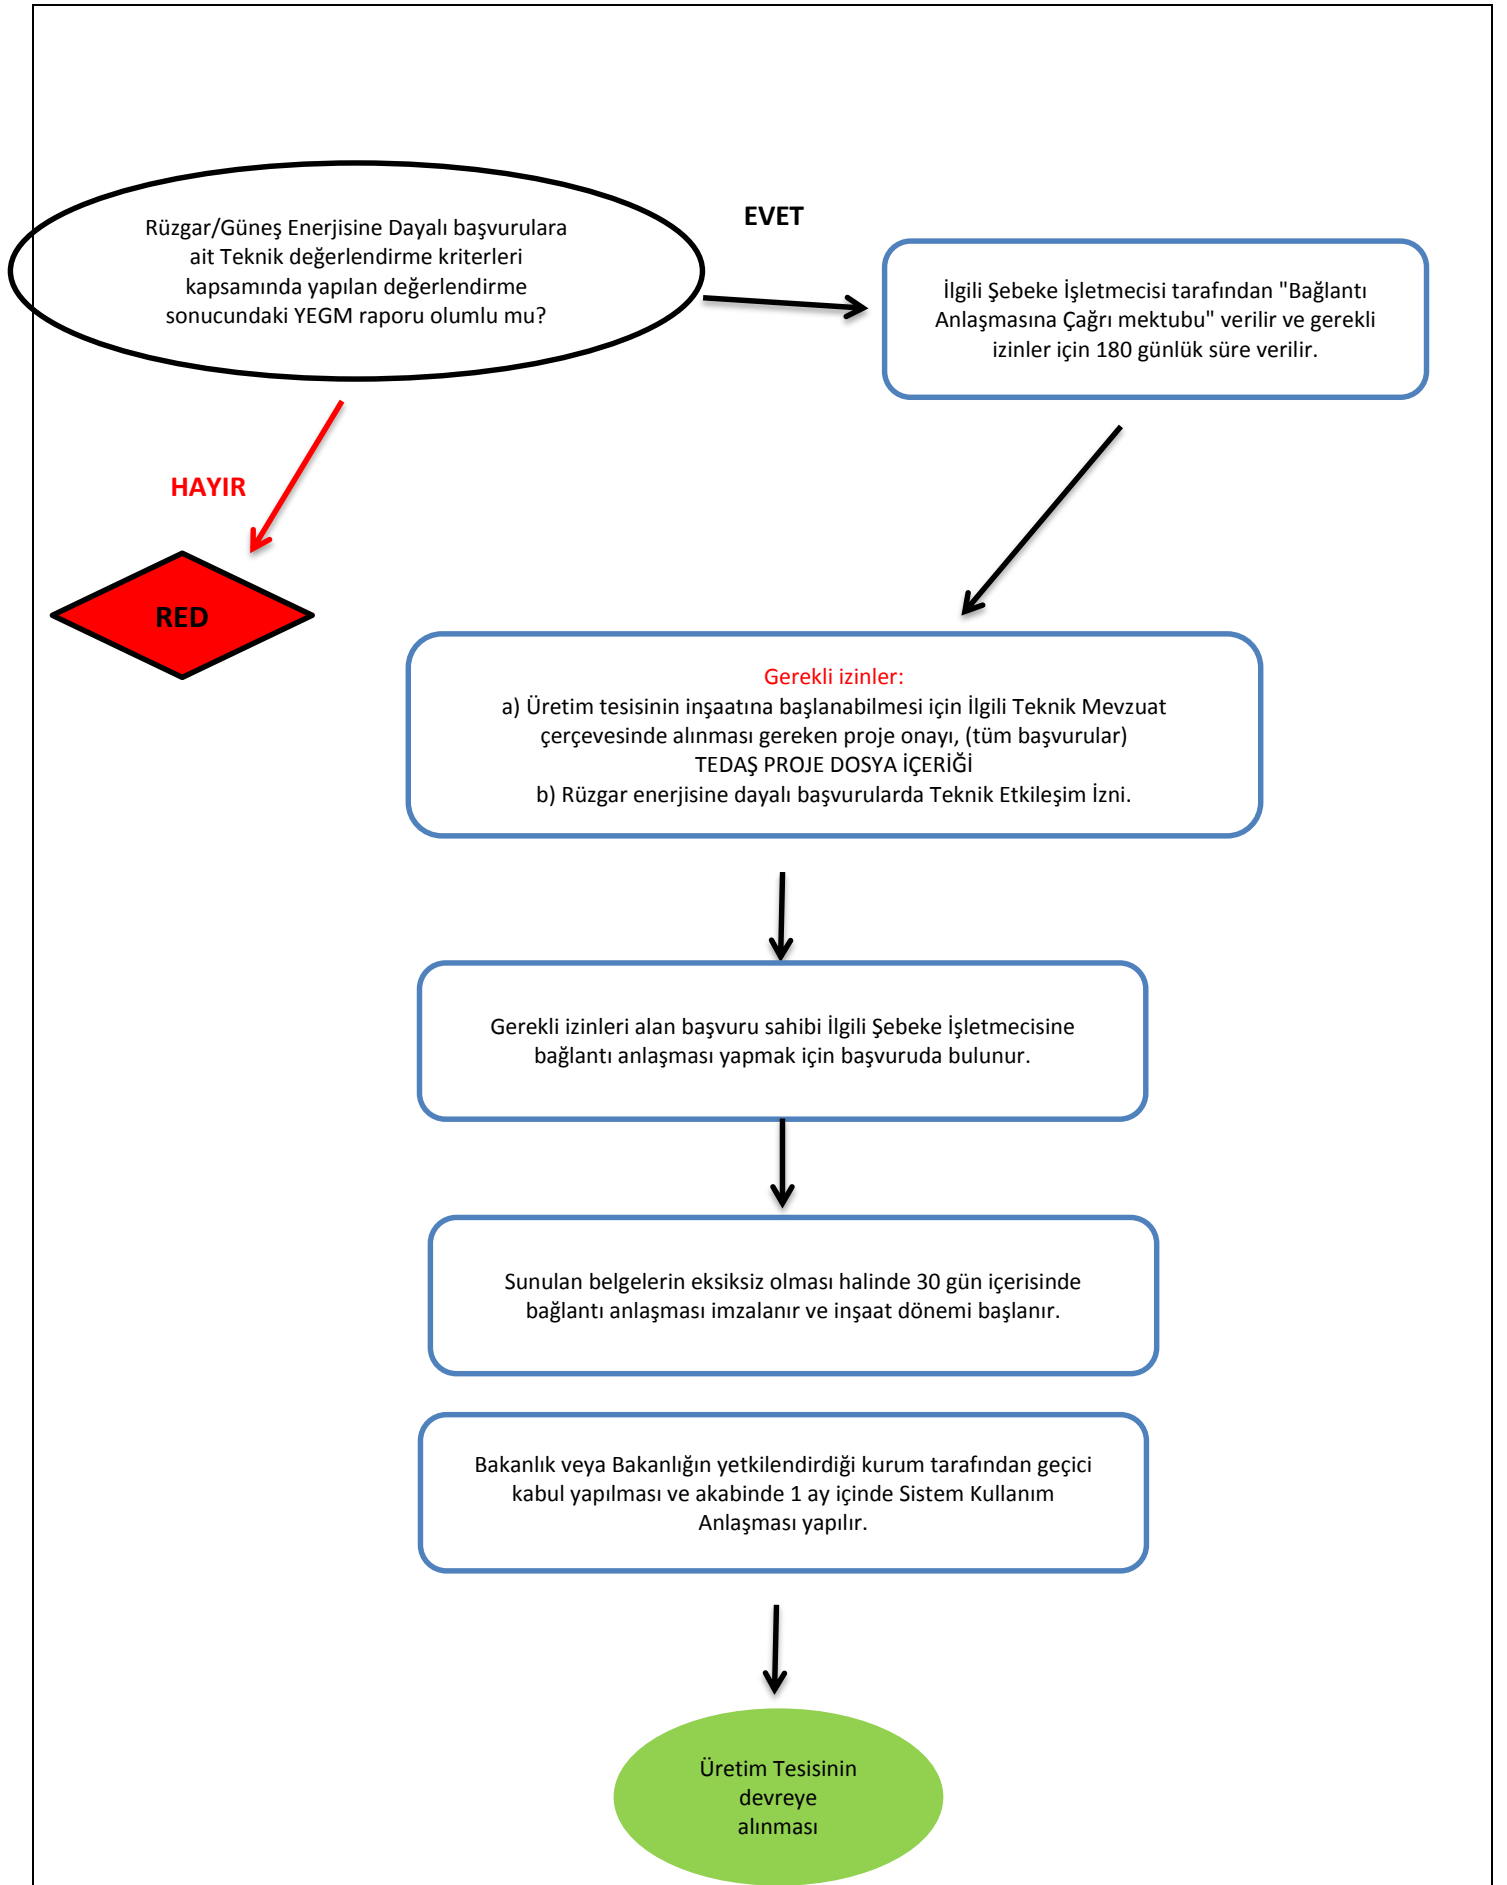 Rüzgar/Güneş Enerjisine Dayalı başvurulara
ait Teknik değerlendirme kriterleri
kapsamında yapılan değerlendirme
sonucundaki YEGM raporu olumlu mu?
EVET
İlgili Şebeke İşletmecisi tarafından "Bağlantı
Anlaşmasına Çağrı mektubu" verilir ve gerekli
izinler için 180 günlük süre verilir.
HAYIR
RED
Gerekli izinler:
a) Üretim tesisinin inşaatına başlanabilmesi için İlgili Teknik Mevzuat
çerçevesinde alınması gereken proje onayı, (tüm başvurular)
TEDAŞ PROJE DOSYA İÇERİĞİ
b) Rüzgar enerjisine dayalı başvurularda Teknik Etkileşim İzni.
Gerekli izinleri alan başvuru sahibi İlgili Şebeke İşletmecisine
bağlantı anlaşması yapmak için başvuruda bulunur.
Sunulan belgelerin eksiksiz olması halinde 30 gün içerisinde
bağlantı anlaşması imzalanır ve inşaat dönemi başlanır.
Bakanlık veya Bakanlığın yetkilendirdiği kurum tarafından geçici
kabul yapılması ve akabinde 1 ay içinde Sistem Kullanım
Anlaşması yapılır.
Üretim Tesisinin
devreye
alınması